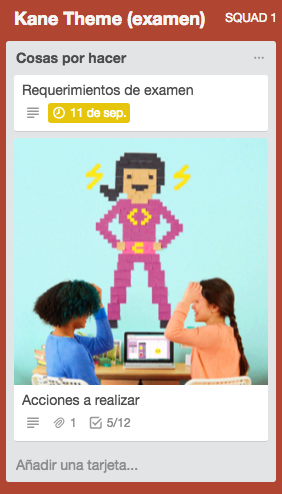 Kane Theme (examen) SQUAD 1
Cosas por hacer
Requerimientos de examen
11 de sep.
Acciones a realizar
1 5/12
Añadir una tarjeta...